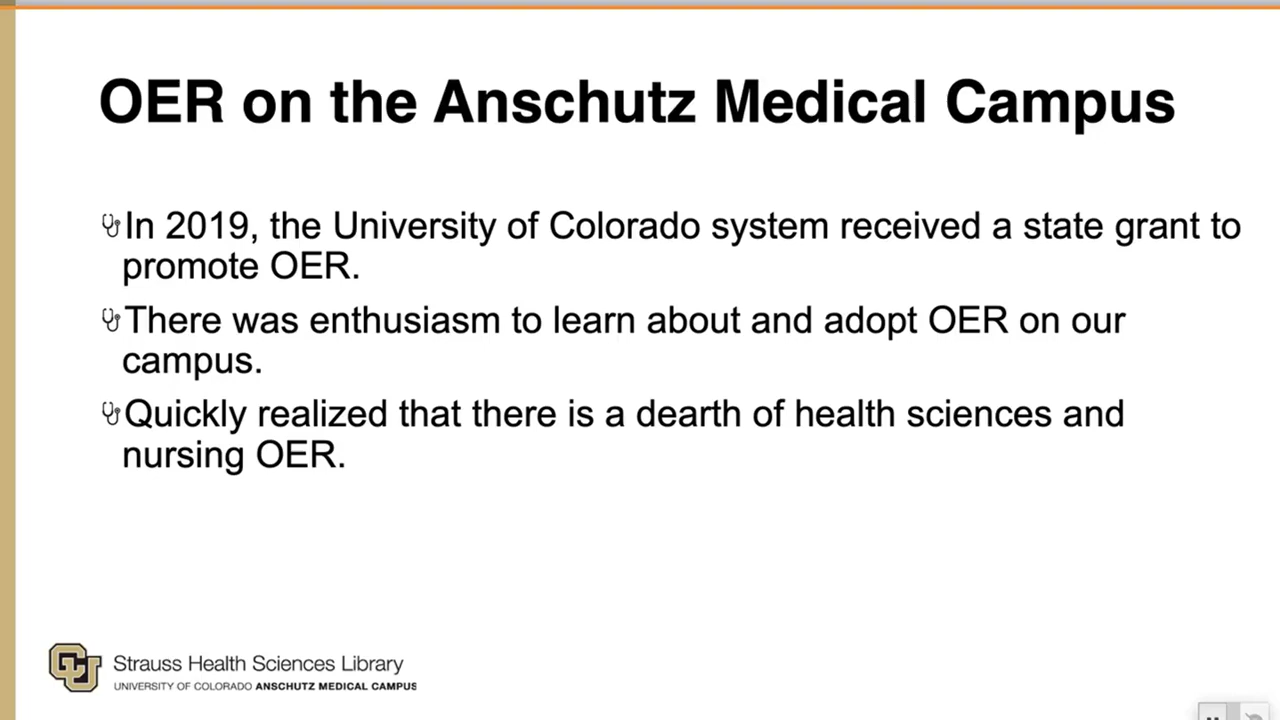 OER on the Anschutz Medical Campus
In 2019, the University of Colorado system received a state grant to
promote OER.
There was enthusiasm to learn about and adopt OER on our
campus.
Quickly realized that there is a dearth of health sciences and
nursing OER.
CU
Strauss Health Sciences Library
UNIVERSITY OF COLORADO ANSCHUTZ MEDICAL CAMPUS